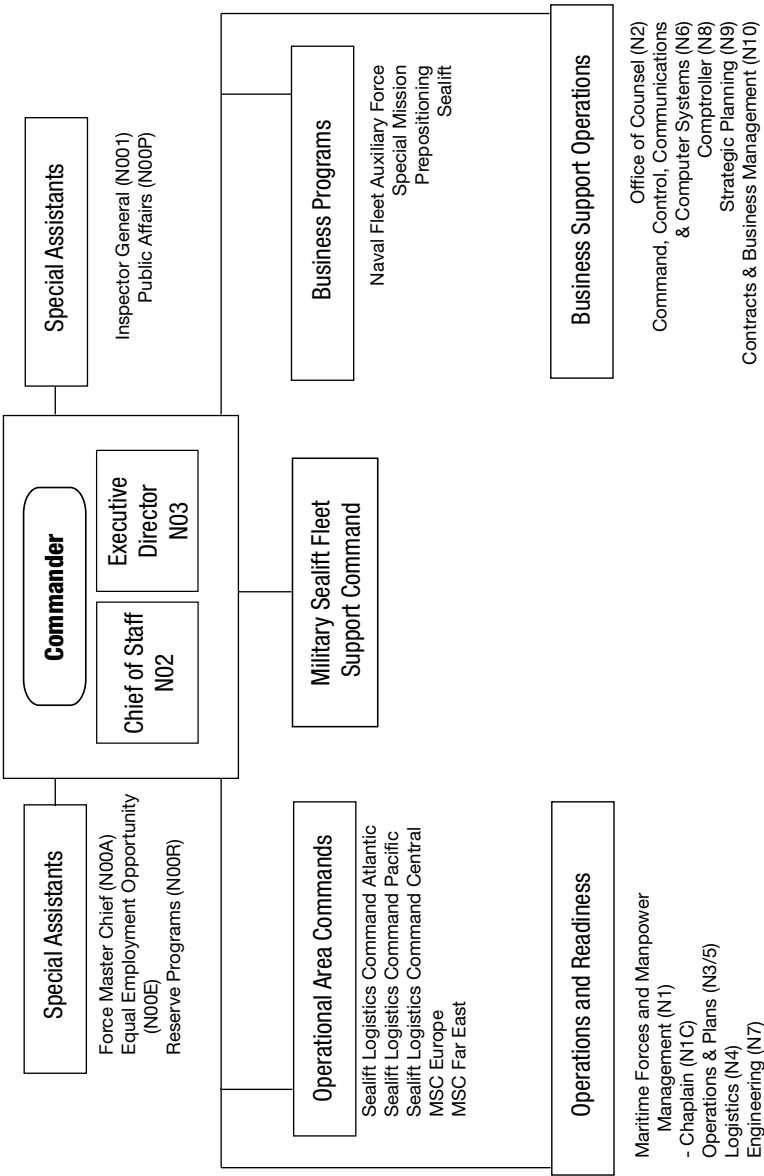 Commander
Chief of Staff
N02
Executive
Director
N03
Special Assistants
Force Master Chief (N00A)
Equal Employment Opportunity
(N00E)
Reserve Programs (N00R)
Special Assistants
Inspector General (N001)
Public Affairs (N00P)
Operational Area Commands
Sealift Logistics Command Atlantic
Sealift Logistics Command Pacific
Sealift Logistics Command Central
MSC Europe
MSC Far East
Military Sealift Fleet
Support Command
Business Programs
Naval Fleet Auxiliary Force
Special Mission
Prepositioning
Sealift
Operations and Readiness
Maritime Forces and Manpower
Management (N1)
- Chaplain (N1C)
Operations & Plans (N3/5)
Logistics (N4)
Engineering (N7)
Business Support Operations
Office of Counsel (N2)
Command, Control, Communications
& Computer Systems (N6)
Comptroller (N8)
Strategic Planning (N9)
Contracts & Business Management (N10)